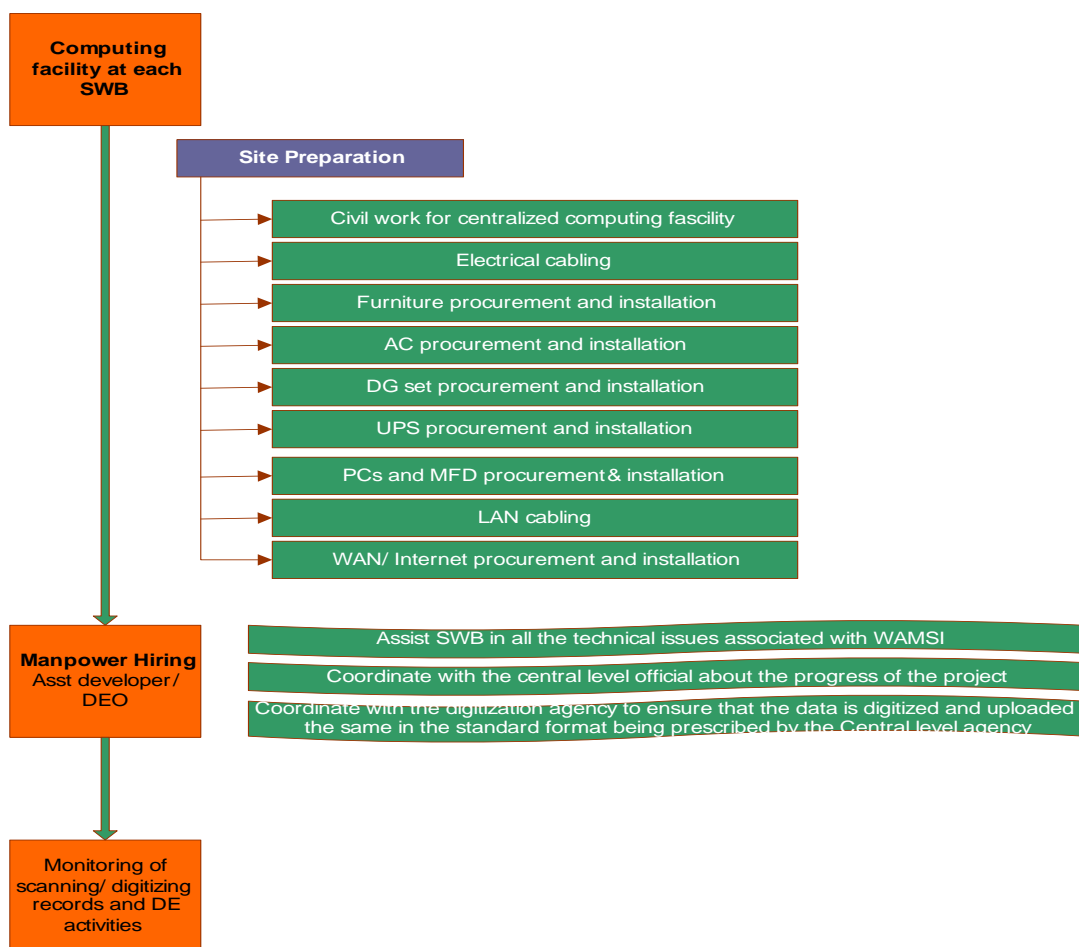 Computing
facility at each
SWB
Site Preparation
Civil work for centralized computing fascility
Electrical cabling
Furniture procurement and installation
AC procurement and installation
DG set procurement and installation
UPS procurement and installation
PCs and MFD procurement & installation
LAN cabling
WAN/ Internet procurement and installation
Manpower Hiring
Asst developer /
DEO
Assist SWB in all the technical issues associated with WAMSI
Coordinate with the central level official about the progress of the project
Coordinate with the digitization agency to ensure that the data is digitized and uploaded
the same in the standard format being prescribed by the Central level agency
Monitoring of
scanning/ digitizing
records and DE
activities